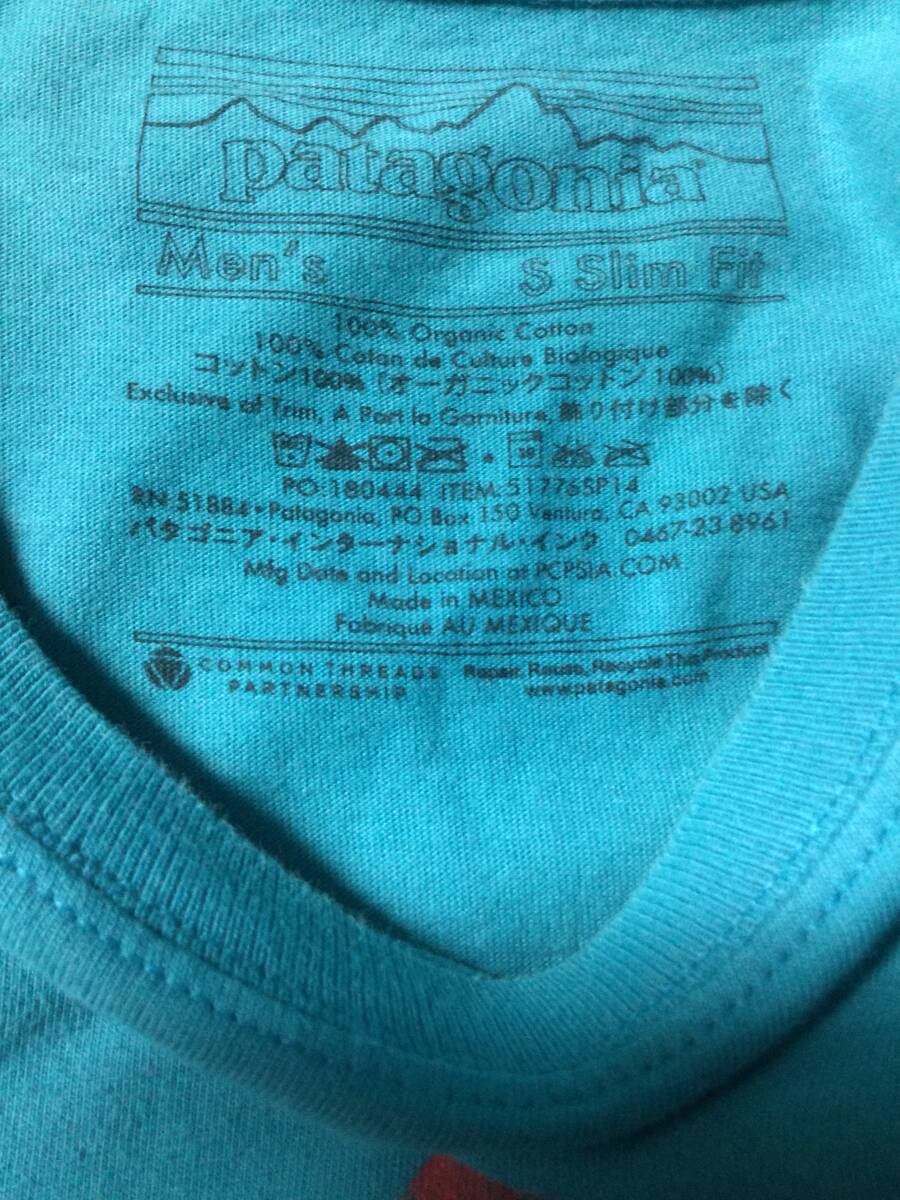 patagonia®
Men's S Slim Fit
100% Organic Cotton
100% Coton de Culture Biologique
コットン100% (オーガニックコットン 100%)
Exclusive of Trim, A Part la Garniture, 飾り付け部分を除く
PO:180444 ITEM:51776SP14
RN:51884・Patagonia, PO Box 150 Ventura, CA 93002 USA
パタゴニア・インターナショナル・インク 0467-23-8961
Mfg Date and Location at PCPSIA.COM
Made in MEXICO
Fabrique AU MEXIQUE
COMMON THREADS Repair, Reuse, Recycle This Product
PARTNERSHIP www.patagonia.com